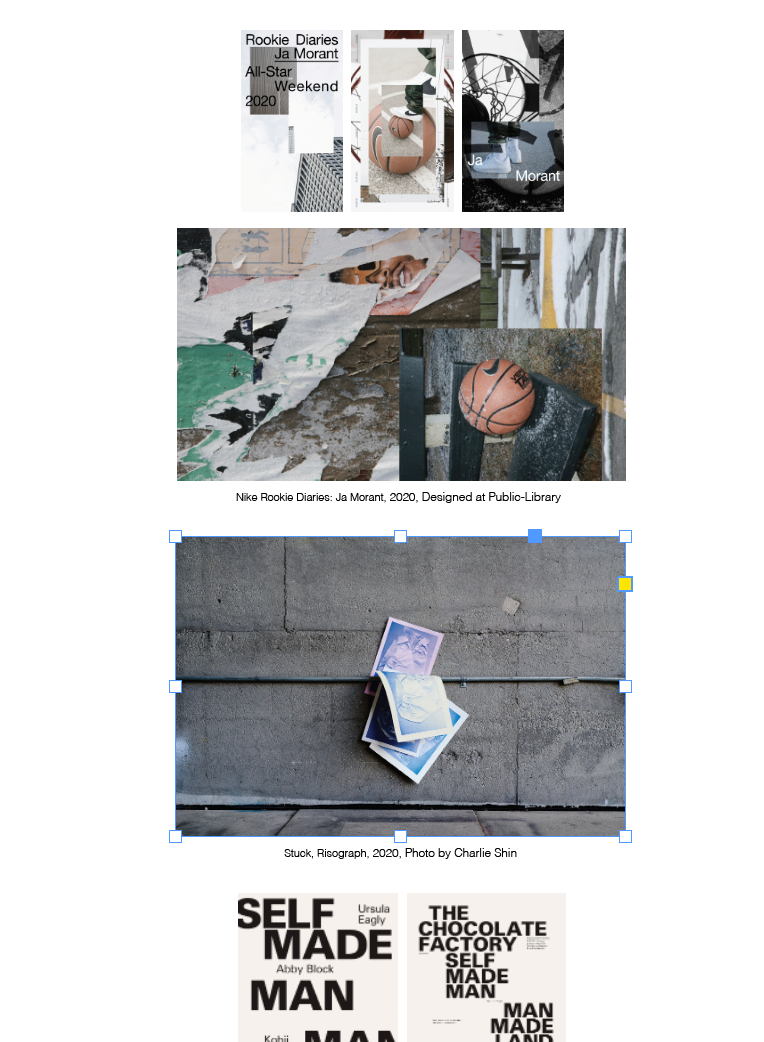 Rookie Diaries
Ja Morant
All-Star
Weekend
2020
Ja
Morant
Nike Rookie Diaries: Ja Morant, 2020, Designed at Public-Library
Stuck, Risograph, 2020, Photo by Charlie Shin
SELF
MADE
MAN
Ursula
Eagly
Abby Block
Kohji
MAN
THE
CHOCOLATE
FACTORY
SELF
MADE
MAN
MAN
MADE
LAND